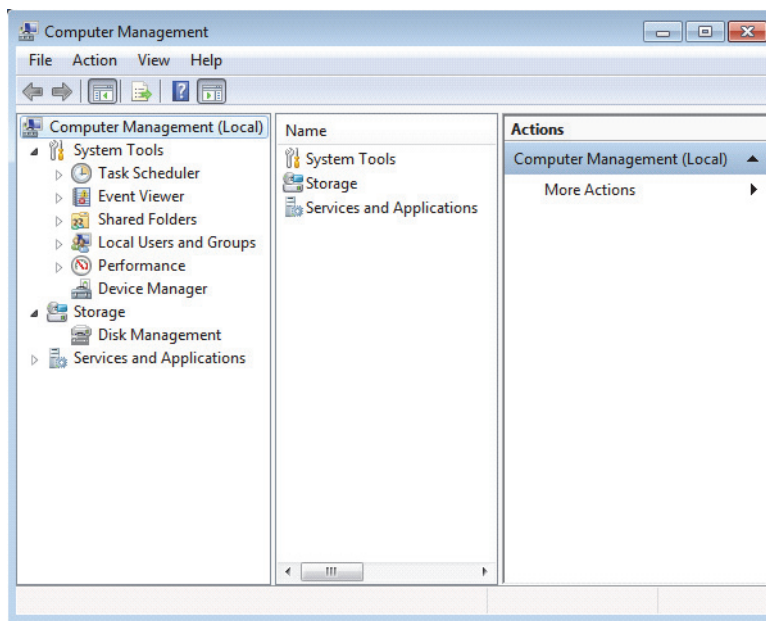 Computer Management
File Action View Help
Computer Management (Local)
System Tools
Task Scheduler
Event Viewer
Shared Folders
Local Users and Groups
Performance
Device Manager
Storage
Disk Management
Services and Applications
Name
System Tools
Storage
Services and Applications
Actions
Computer Management (Local)
More Actions